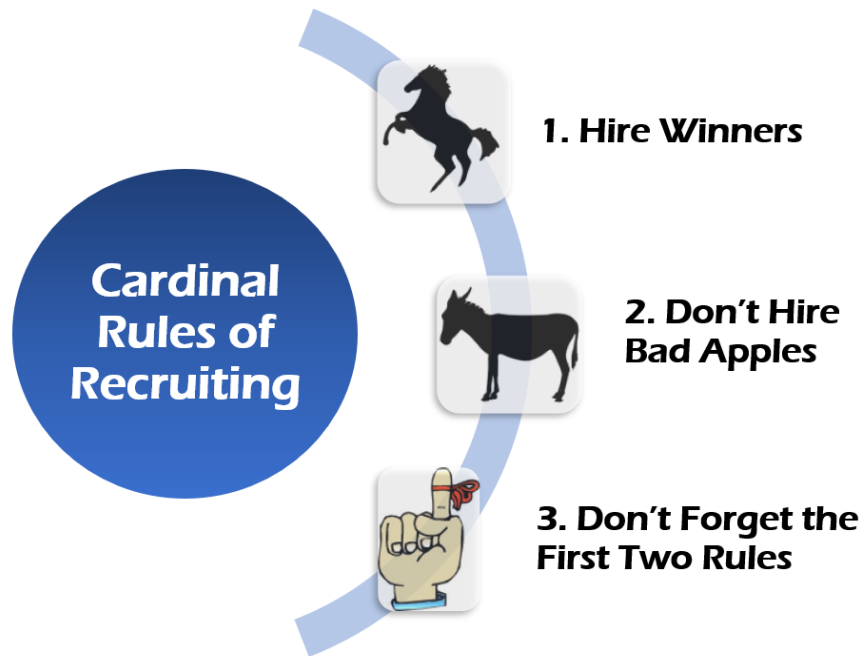 Cardinal
Rules of
Recruiting
1. Hire Winners
2. Don't Hire
Bad Apples
3. Don't Forget the
First Two Rules